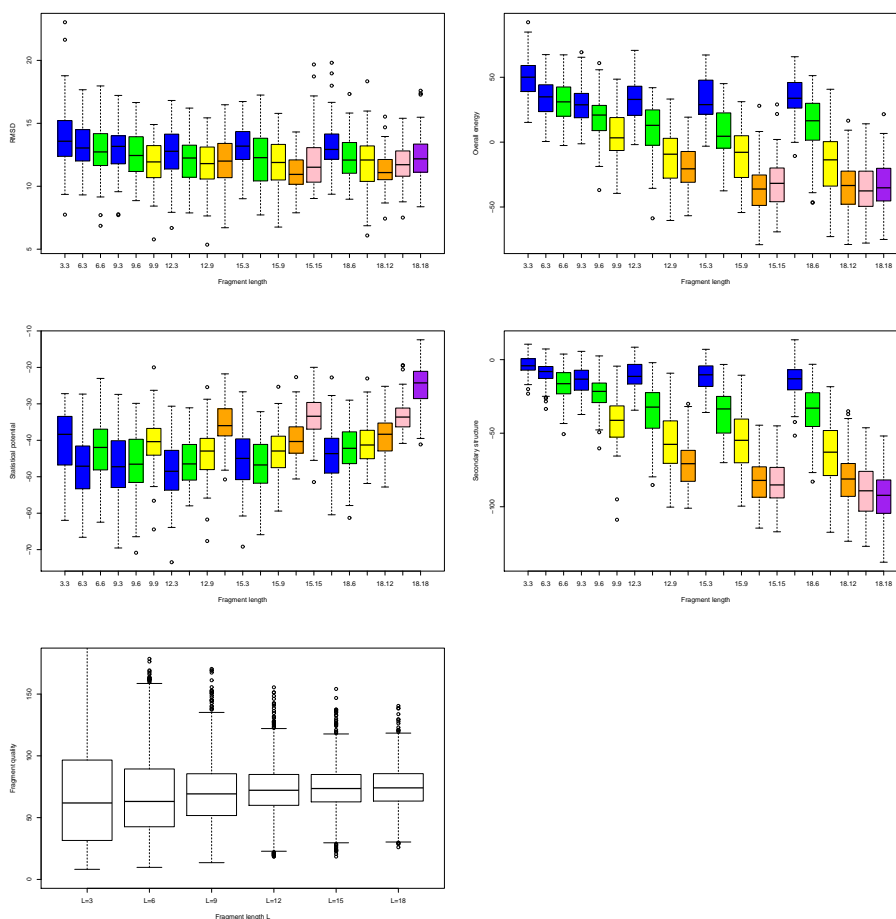 RMSD
20
15
10
5
3.3 6.3 6.6 9.3 9.6 9.9 12.3 12.9 15.3 15.9 15.15 18.6 18.12 18.18
Fragment length
Overall energy
50
0
−50
3.3 6.3 6.6 9.3 9.6 9.9 12.3 12.9 15.3 15.9 15.15 18.6 18.12 18.18
Fragment length
Statistical potential
−10
−20
−30
−40
−50
−60
−70
3.3 6.3 6.6 9.3 9.6 9.9 12.3 12.9 15.3 15.9 15.15 18.6 18.12 18.18
Fragment length
Secondary structure
0
−50
−100
3.3 6.3 6.6 9.3 9.6 9.9 12.3 12.9 15.3 15.9 15.15 18.6 18.12 18.18
Fragment length
Fragment quality
150
100
50
0
L=3 L=6 L=9 L=12 L=15 L=18
Fragment length L